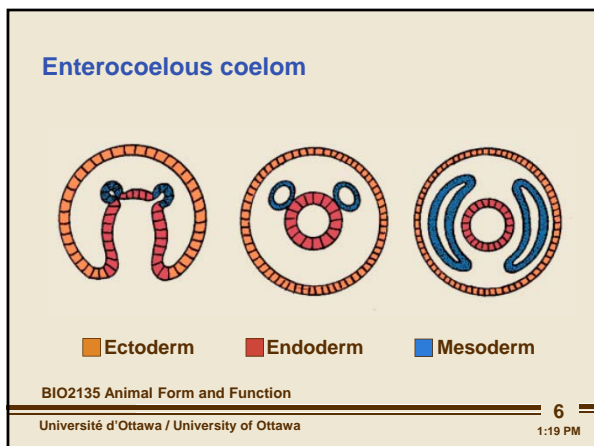 Enterocoelous coelom
Ectoderm Endoderm Mesoderm
BIO2135 Animal Form and Function
Université d'Ottawa / University of Ottawa
6
1:19 PM